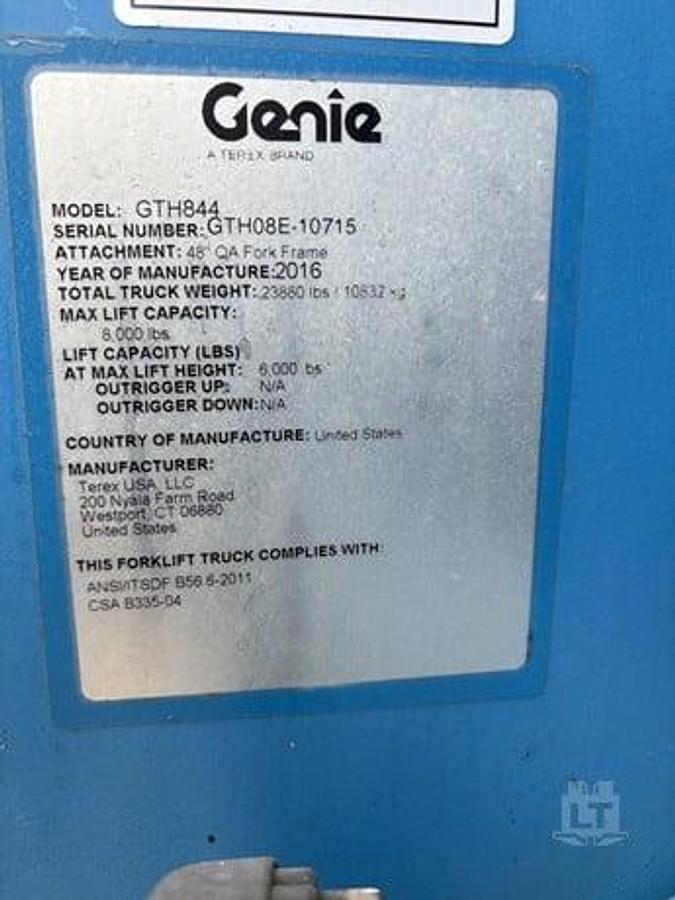 Genie
A TEREX BRAND
MODEL: GTH844
SERIAL NUMBER: GTH08E-10715
ATTACHMENT: 48" QA Fork Frame
YEAR OF MANUFACTURE: 2016
TOTAL TRUCK WEIGHT: 23880 lbs / 10832 kg
MAX LIFT CAPACITY:
8,000 lbs
LIFT CAPACITY (LBS)
AT MAX LIFT HEIGHT: 6,000 lbs
OUTRIGGER UP: N/A
OUTRIGGER DOWN: N/A
COUNTRY OF MANUFACTURE: United States
MANUFACTURER:
Terex USA, LLC
200 Nyala Farm Road
Westport, CT 06880
United States
THIS FORKLIFT TRUCK COMPLIES WITH:
ANSI/ITSDF B56.6-2011
CSA B335-04
LT